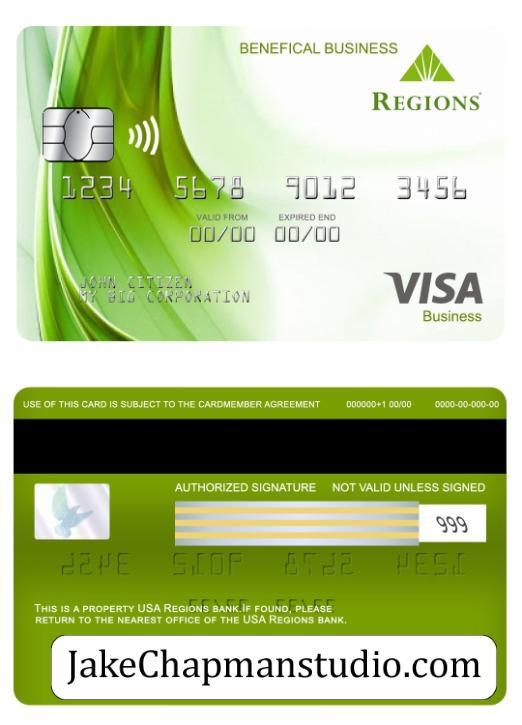 BENEFICAL BUSINESS
REGIONS
1234 5678 9012 3456
VALID FROM EXPIRED END
00/00 00/00
JOHN CITIZEN
MY BIG CORPORATION
VISA
Business
USE OF THIS CARD IS SUBJECT TO THE CARDMEMBER AGREEMENT 000000+1 00/00 0000-00-000-00
AUTHORIZED SIGNATURE NOT VALID UNLESS SIGNED
999
THIS IS A PROPERTY USA REGIONS BANK.IF FOUND, PLEASE
RETURN TO THE NEAREST OFFICE OF THE USA REGIONS BANK.
JakeChapmanstudio.com